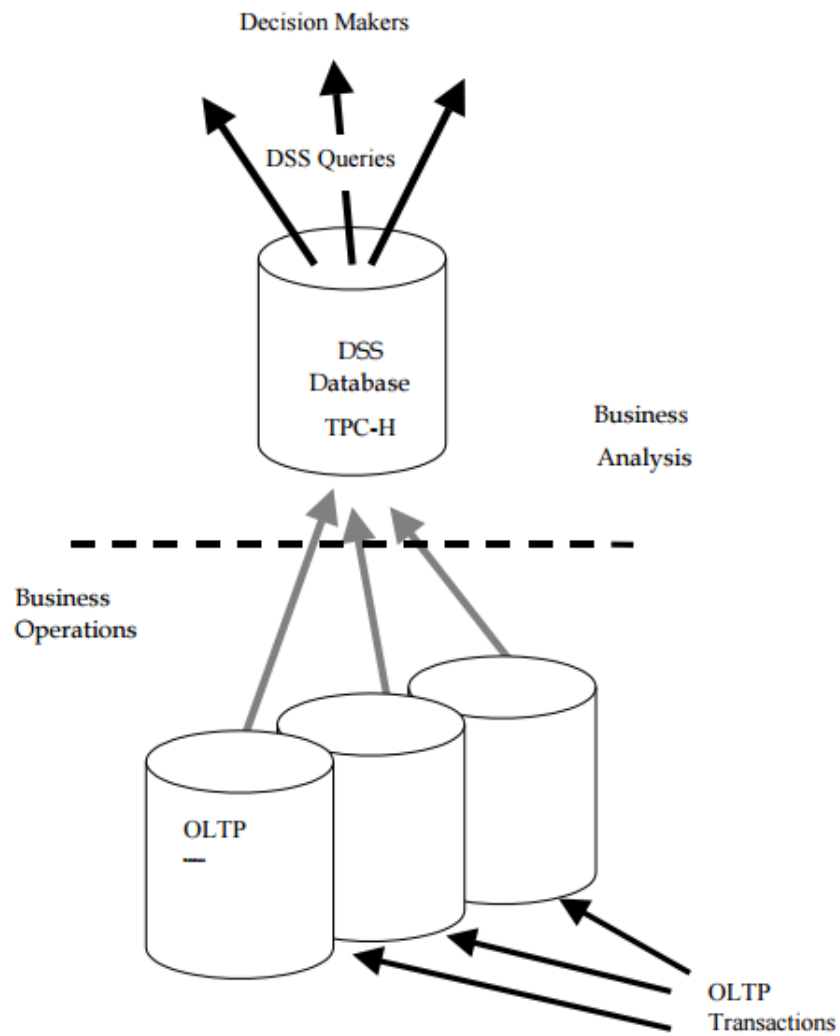 Decision Makers
DSS Queries
DSS
Database
TPC-H
Business
Analysis
Business
Operations
OLTP
OLTP
Transactions